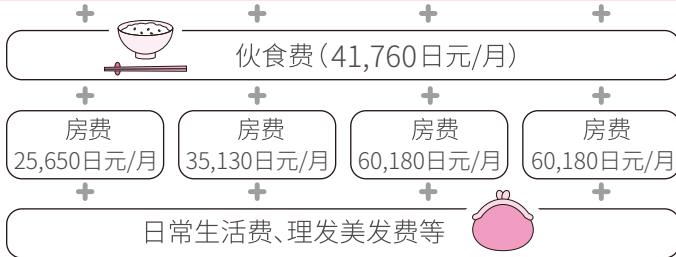 伙食费（41,760日元/月）
房费
25,650日元/月
房费
35,130日元/月
房费
60,180日元/月
房费
60,180日元/月
日常生活费、理发美发费等